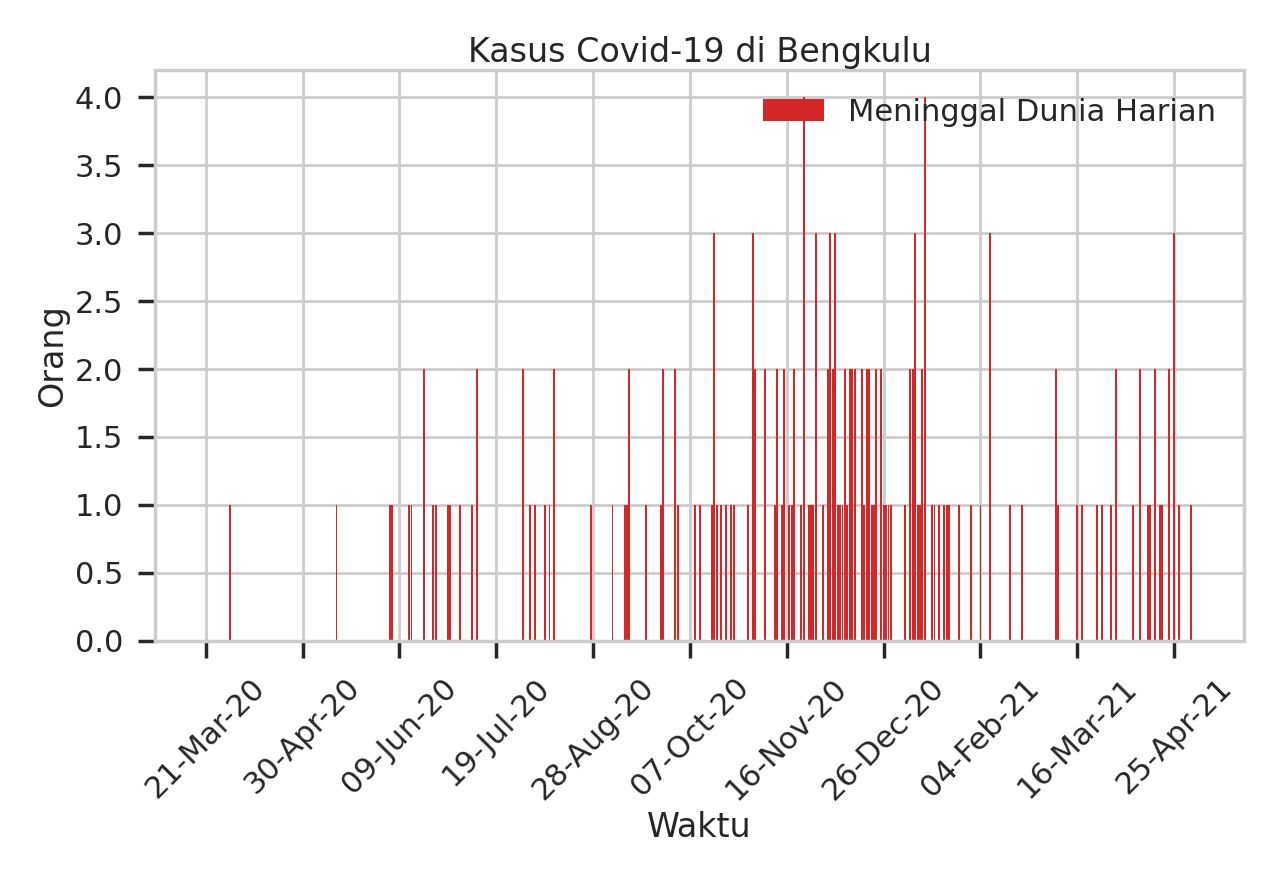 Kasus Covid-19 di Bengkulu
Meninggal Dunia Harian
Orang
4.0
3.5
3.0
2.5
2.0
1.5
1.0
0.5
0.0
21-Mar-20
30-Apr-20
09-Jun-20
19-Jul-20
28-Aug-20
07-Oct-20
16-Nov-20
26-Dec-20
04-Feb-21
16-Mar-21
25-Apr-21
Waktu